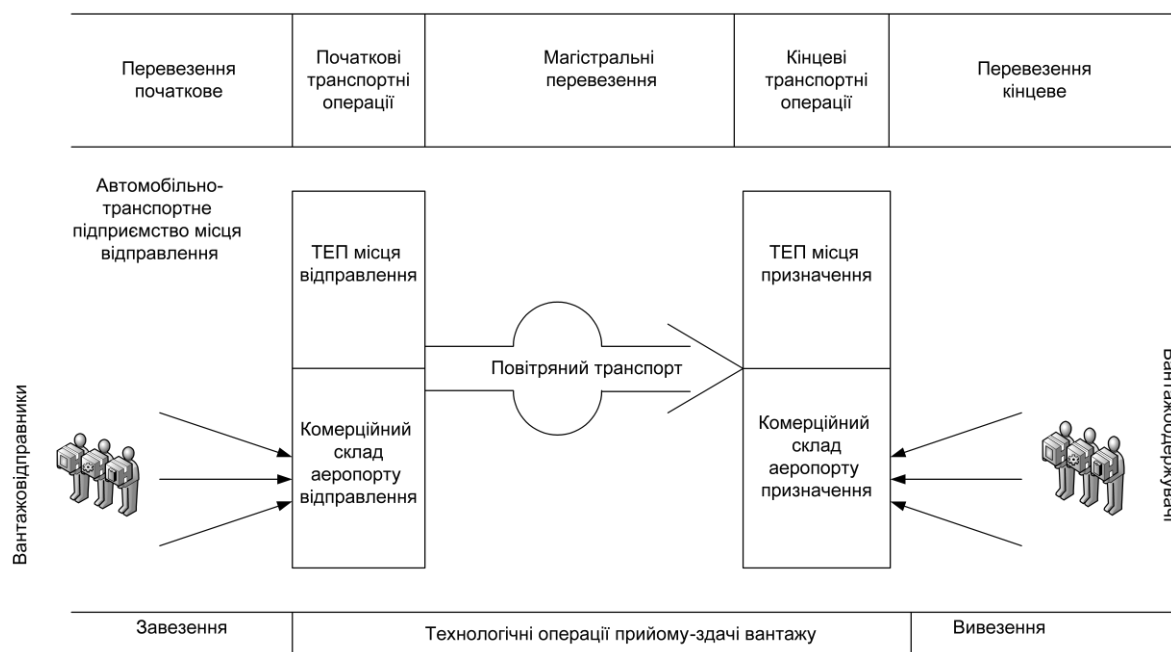 Перевезення
початкове
Початкові
транспортні
операції
Магістральні
перевезення
Кінцеві
транспортні
операції
Перевезення
кінцеве
Автомобільно-
транспортне
підприємство місця
відправлення
ТЕП місця
відправлення
ТЕП місця
призначення
Повітряний транспорт
Вантажовідправники
Комерційний
склад
аеропорту
відправлення
Комерційний
склад
аеропорту
призначення
Вантажоодержувачі
Завезення
Технологічні операції прийому-здачі вантажу
Вивезення